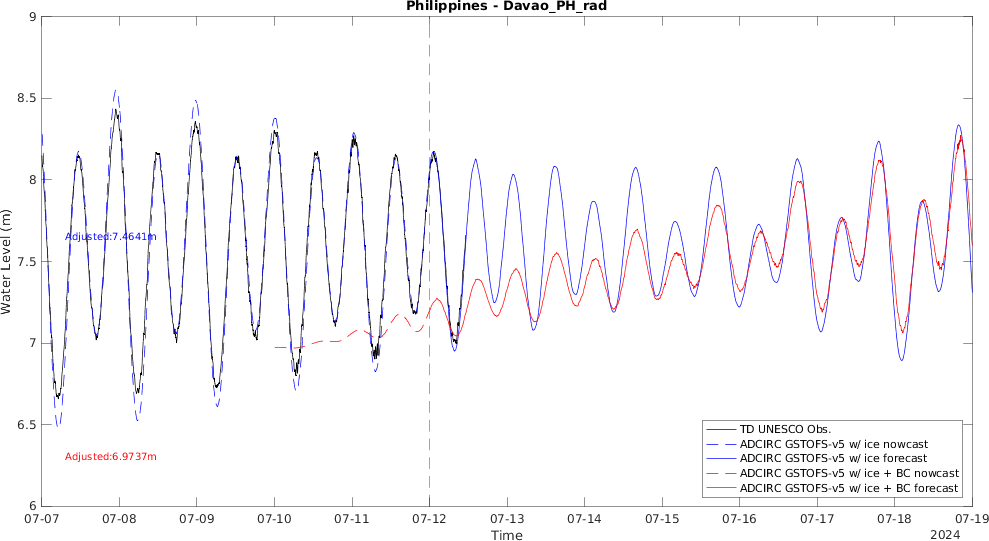 Philippines - Davao_PH_rad
Water Level (m)
9
8.5
8
7.5
7
6.5
6
Adjusted:7.4641m
Adjusted:6.9737m
TD UNESCO Obs.
ADCIRC GSTOFS-v5 w/ ice nowcast
ADCIRC GSTOFS-v5 w/ ice forecast
ADCIRC GSTOFS-v5 w/ ice + BC nowcast
ADCIRC GSTOFS-v5 w/ ice + BC forecast
07-07 07-08 07-09 07-10 07-11 07-12 07-13 07-14 07-15 07-16 07-17 07-18 07-19
Time
2024